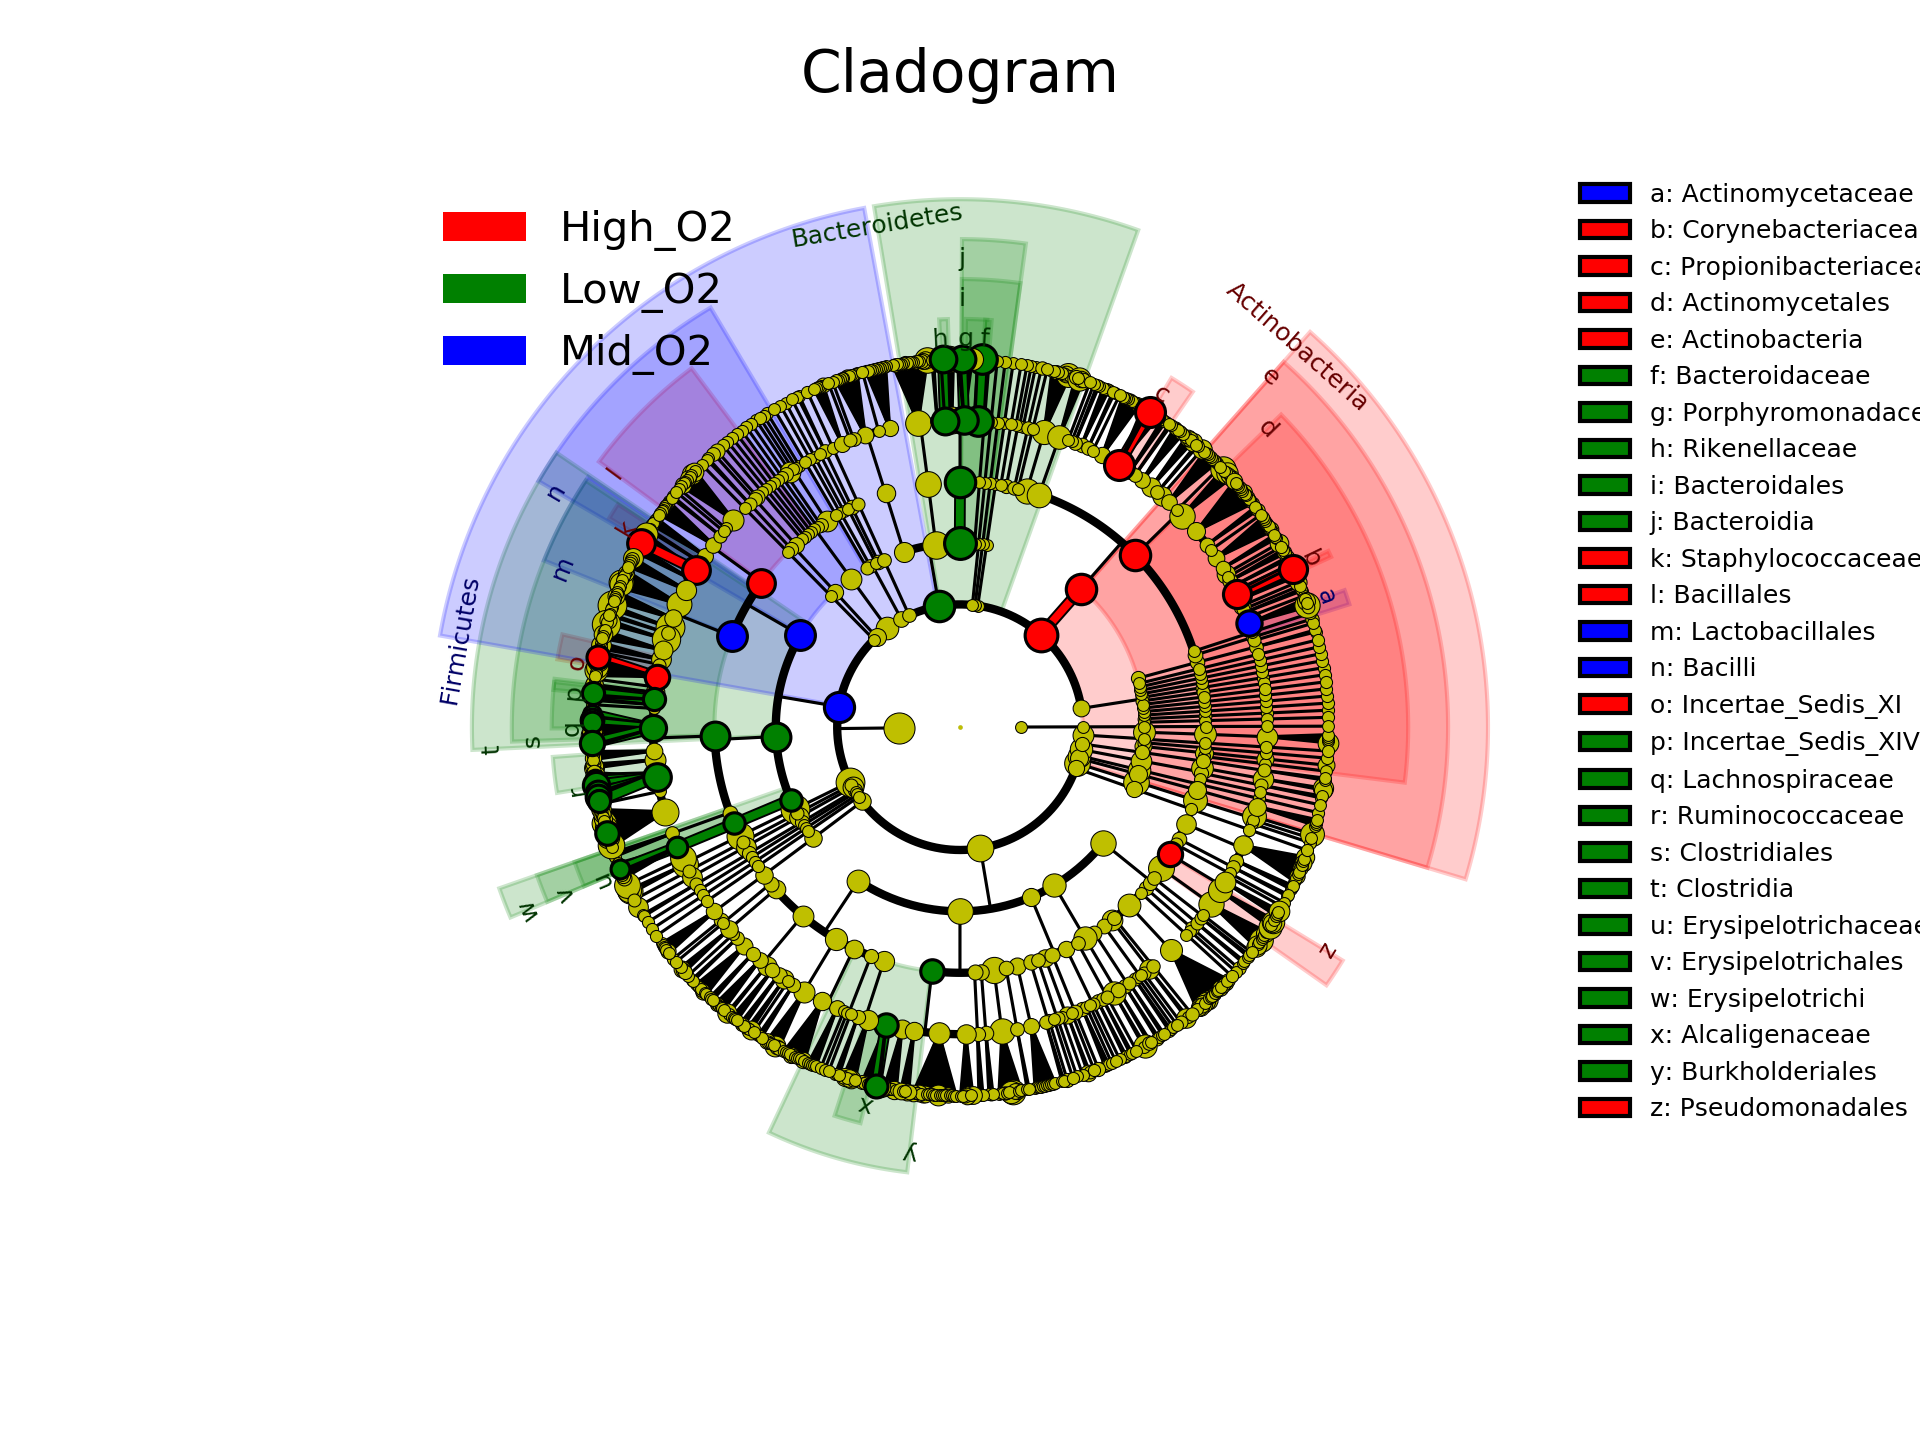 Cladogram
High_O2
Low_O2
Mid_O2
Bacteroidetes
Actinobacteria
Firmicutes
j
i
h
g
f
e
d
c
b
a
l
n
k
m
o
p
q
s
t
r
u
v
w
x
y
z
a: Actinomycetaceae
b: Corynebacteriacea
c: Propionibacteriacea
d: Actinomycetales
e: Actinobacteria
f: Bacteroidaceae
g: Porphyromonadace
h: Rikenellaceae
i: Bacteroidales
j: Bacteroidia
k: Staphylococcaceae
l: Bacillales
m: Lactobacillales
n: Bacilli
o: Incertae_Sedis_XI
p: Incertae_Sedis_XIV
q: Lachnospiraceae
r: Ruminococcaceae
s: Clostridiales
t: Clostridia
u: Erysipelotrichaceae
v: Erysipelotrichales
w: Erysipelotrichi
x: Alcaligenaceae
y: Burkholderiales
z: Pseudomonadales